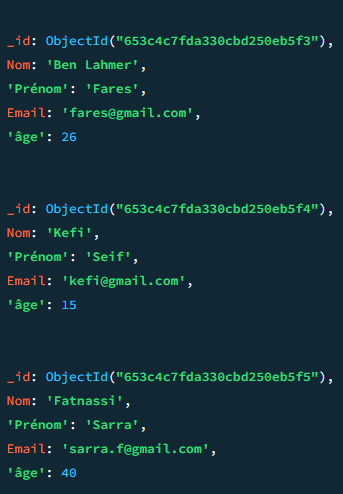 _id: ObjectId("653c4c7fda330cbd250eb5f3"),
Nom: 'Ben Lahmer',
'Prénom': 'Fares',
Email: 'fares@gmail.com',
'âge': 26
_id: ObjectId("653c4c7fda330cbd250eb5f4"),
Nom: 'Kefi',
'Prénom': 'Seif',
Email: 'kefi@gmail.com',
'âge': 15
_id: ObjectId("653c4c7fda330cbd250eb5f5"),
Nom: 'Fatnassi',
'Prénom': 'Sarra',
Email: 'sarra.f@gmail.com',
'âge': 40